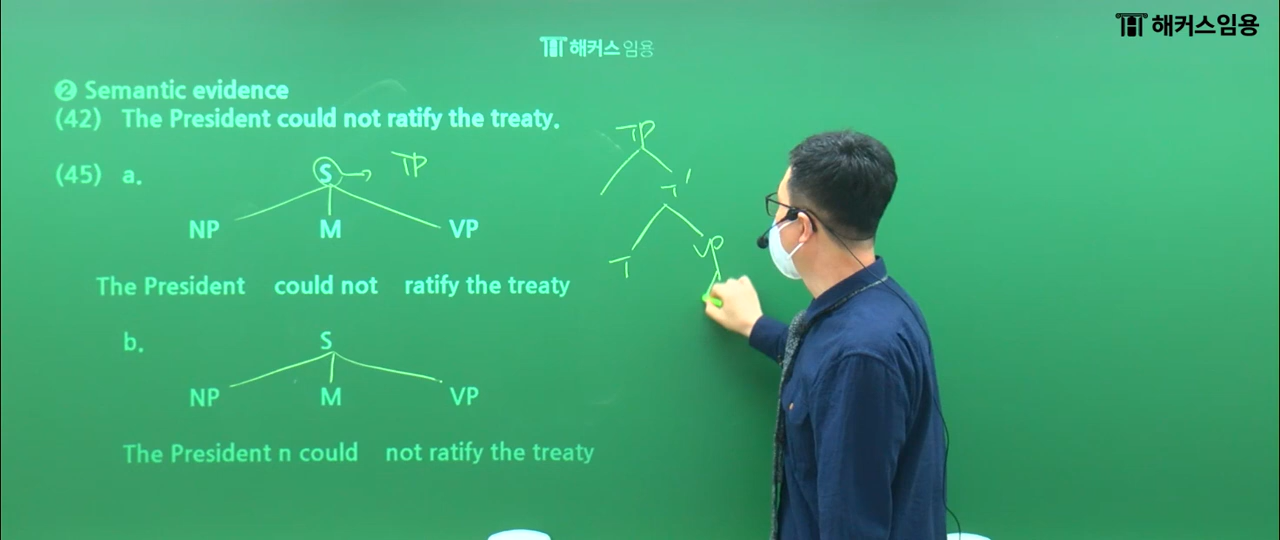 해커스임용
해커스임용
❷ Semantic evidence
(42) The President could not ratify the treaty.
(45) a. S → TP
NP M VP
The President could not ratify the treaty
b. S
NP M VP
The President n could not ratify the treaty
TP
T'
T VP